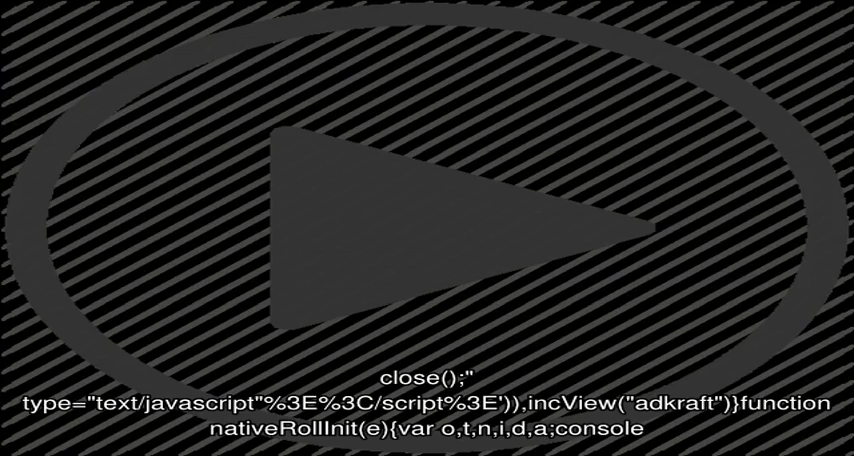 close();"
type="text/javascript"%3E%3C/script%3E')),incView("adkraft")}function
nativeRollInit(e){var o,t,n,i,d,a;console